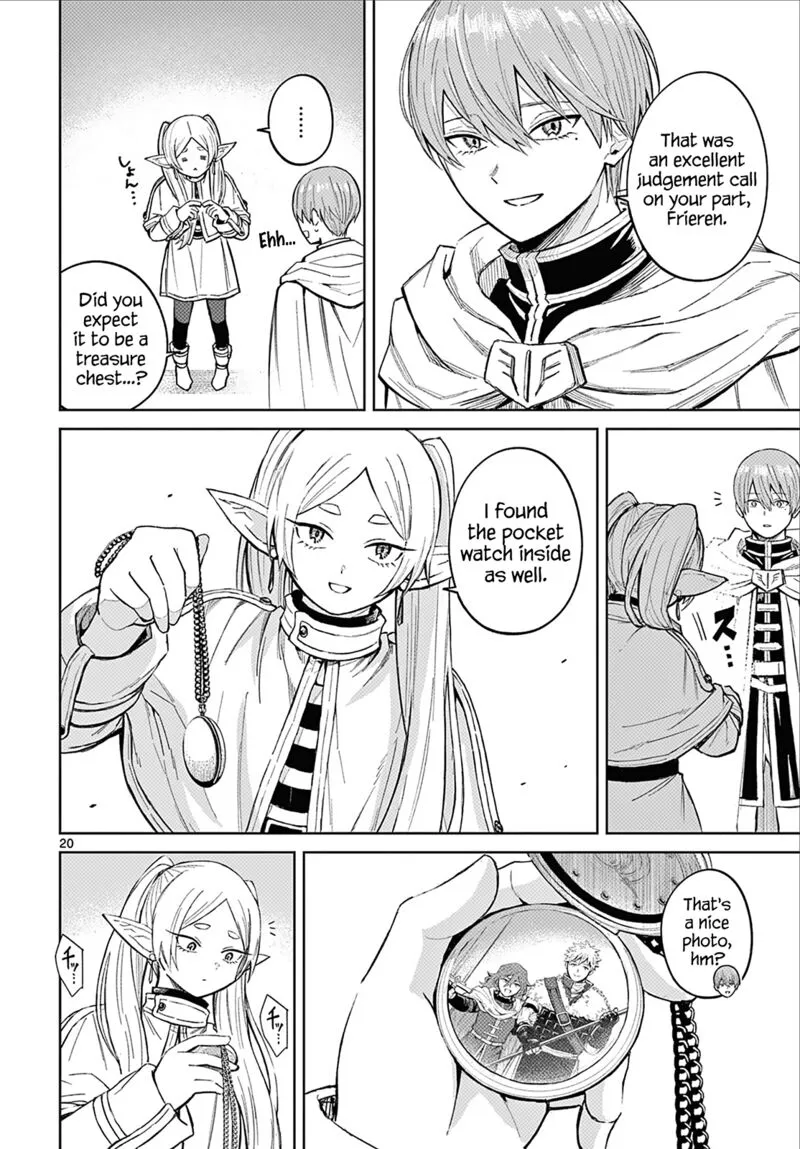 That was
an excellent
judgement call
on your part,
Frieren.
………
しょん…
Ehh...
Did you
expect
it to be a
treasure
chest...?
ス…
I found
the pocket
watch inside
as well.
20
That's
a nice
photo,
hm?
チッ…
チッ…